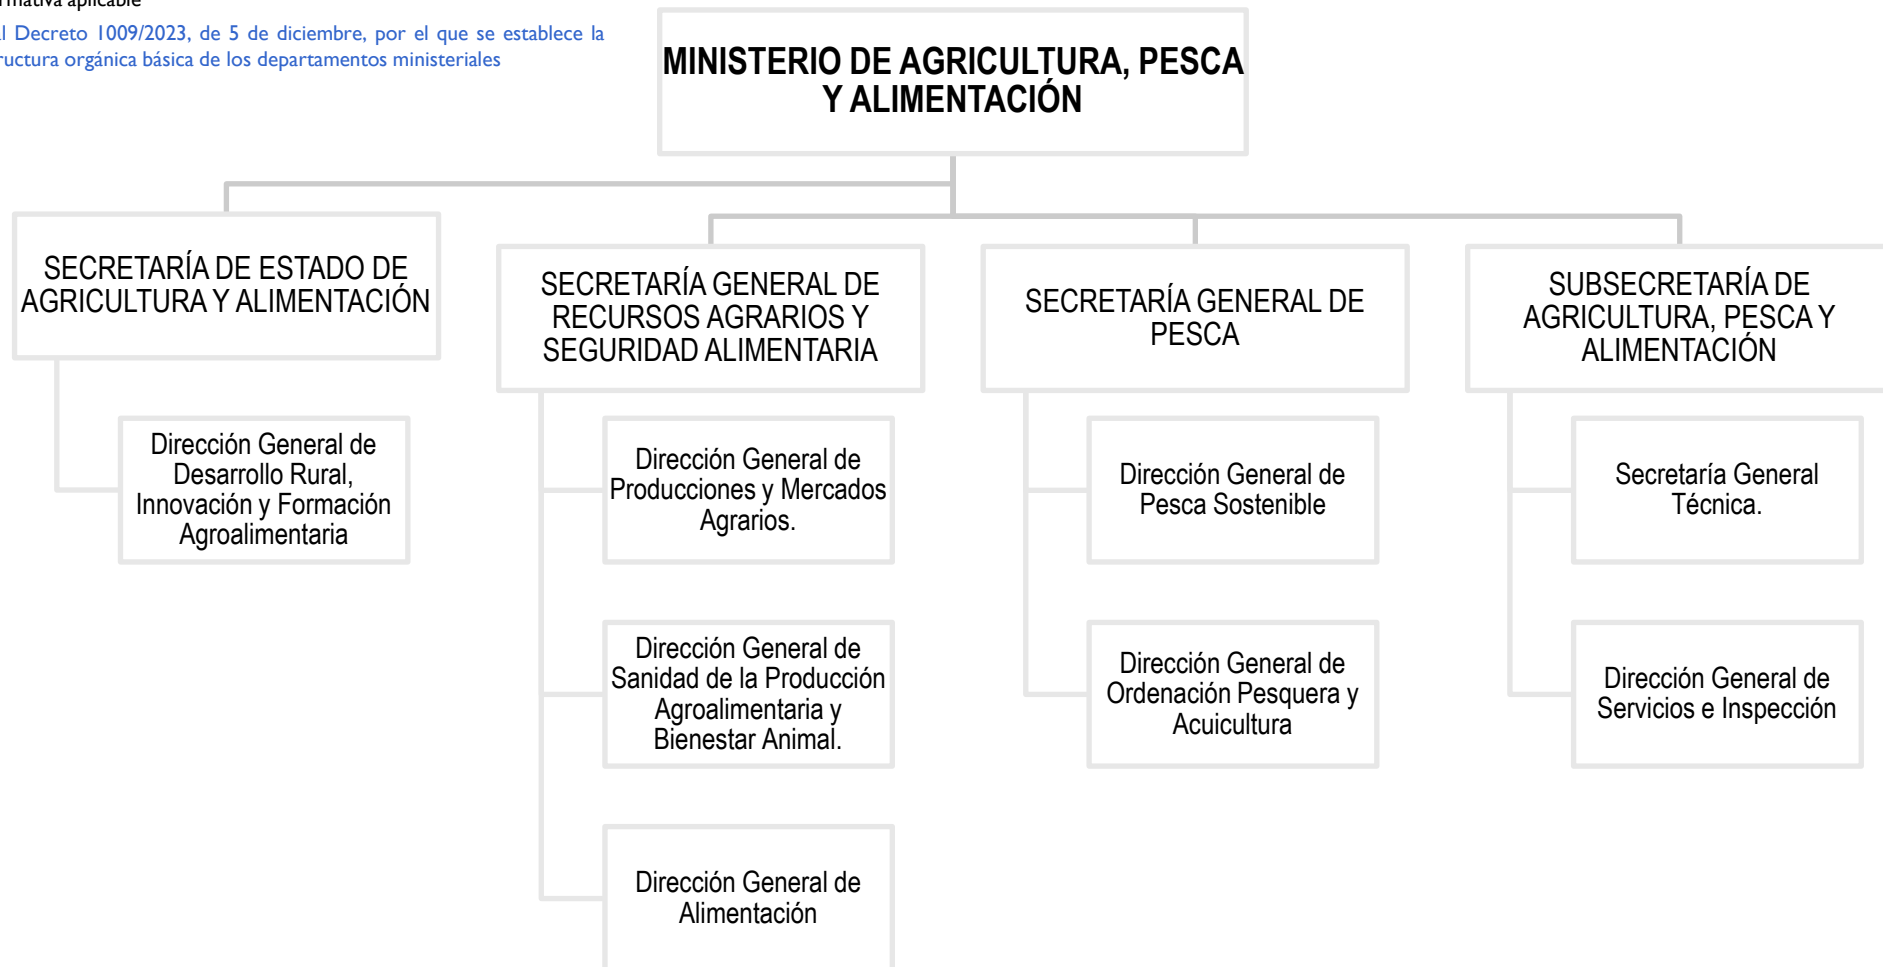 rmativa aplicable
l Decreto 1009/2023, de 5 de diciembre, por el que se establece la
ructura orgánica básica de los departamentos ministeriales
MINISTERIO DE AGRICULTURA, PESCA
Y ALIMENTACIÓN
SECRETARÍA DE ESTADO DE
AGRICULTURA Y ALIMENTACIÓN
Dirección General de
Desarrollo Rural,
Innovación y Formación
Agroalimentaria
SECRETARÍA GENERAL DE
RECURSOS AGRARIOS Y
SEGURIDAD ALIMENTARIA
Dirección General de
Producciones y Mercados
Agrarios.
Dirección General de
Sanidad de la Producción
Agroalimentaria y
Bienestar Animal.
Dirección General de
Alimentación
SECRETARÍA GENERAL DE
PESCA
Dirección General de
Pesca Sostenible
Dirección General de
Ordenación Pesquera y
Acuicultura
SUBSECRETARÍA DE
AGRICULTURA, PESCA Y
ALIMENTACIÓN
Secretaría General
Técnica.
Dirección General de
Servicios e Inspección